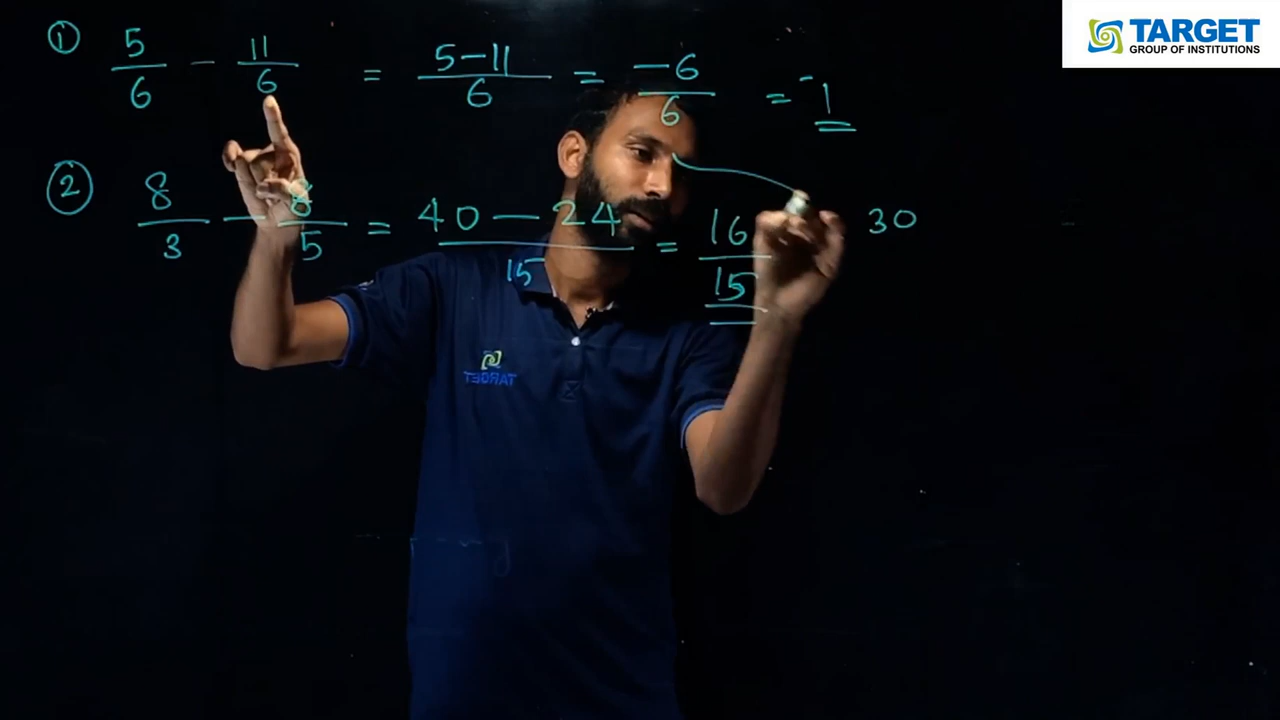 TARGET
GROUP OF INSTITUTIONS
① 5/6 - 11/6 = 5-11/6 = -6/6 = -1
② 8/3 - 8/5 = 40-24/15 = 16/15 30
TARGET